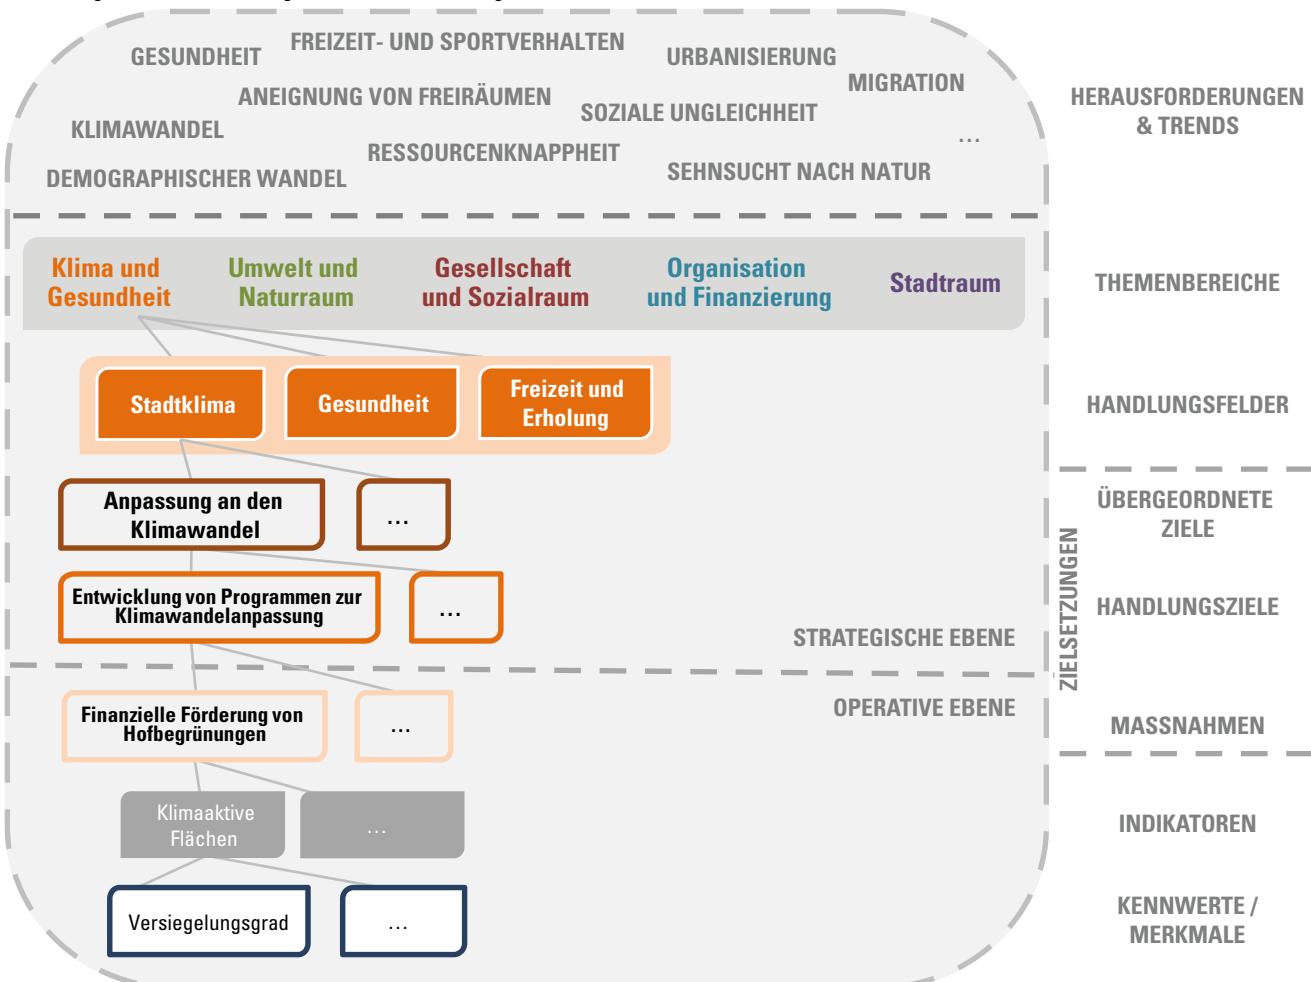 FREIZEIT- UND SPORTVERHALTEN
GESUNDHEIT
URBANISIERUNG
MIGRATION
ANEIGNUNG VON FREIRÄUMEN
SOZIALE UNGLEICHHEIT
KLIMAWANDEL
...
RESSOURCENKNAPPHEIT
DEMOGRAPHISCHER WANDEL
SEHNSUCHT NACH NATUR
HERAUSFORDERUNGEN
& TRENDS
Klima und
Gesundheit
Umwelt und
Naturraum
Gesellschaft
und Sozialraum
Organisation
und Finanzierung
Stadtraum
THEMENBEREICHE
Stadtklima
Gesundheit
Freizeit und
Erholung
HANDLUNGSFELDER
Anpassung an den
Klimawandel
...
ÜBERGEORDNETE
ZIELE
Entwicklung von Programmen zur
Klimawandelanpassung
...
HANDLUNGSZIELE
ZIELSETZUNGEN
STRATEGISCHE EBENE
OPERATIVE EBENE
Finanzielle Förderung von
Hofbegrünungen
...
MASSNAHMEN
Klimaaktive
Flächen
...
INDIKATOREN
Versiegelungsgrad
...
KENNWERTE /
MERKMALE